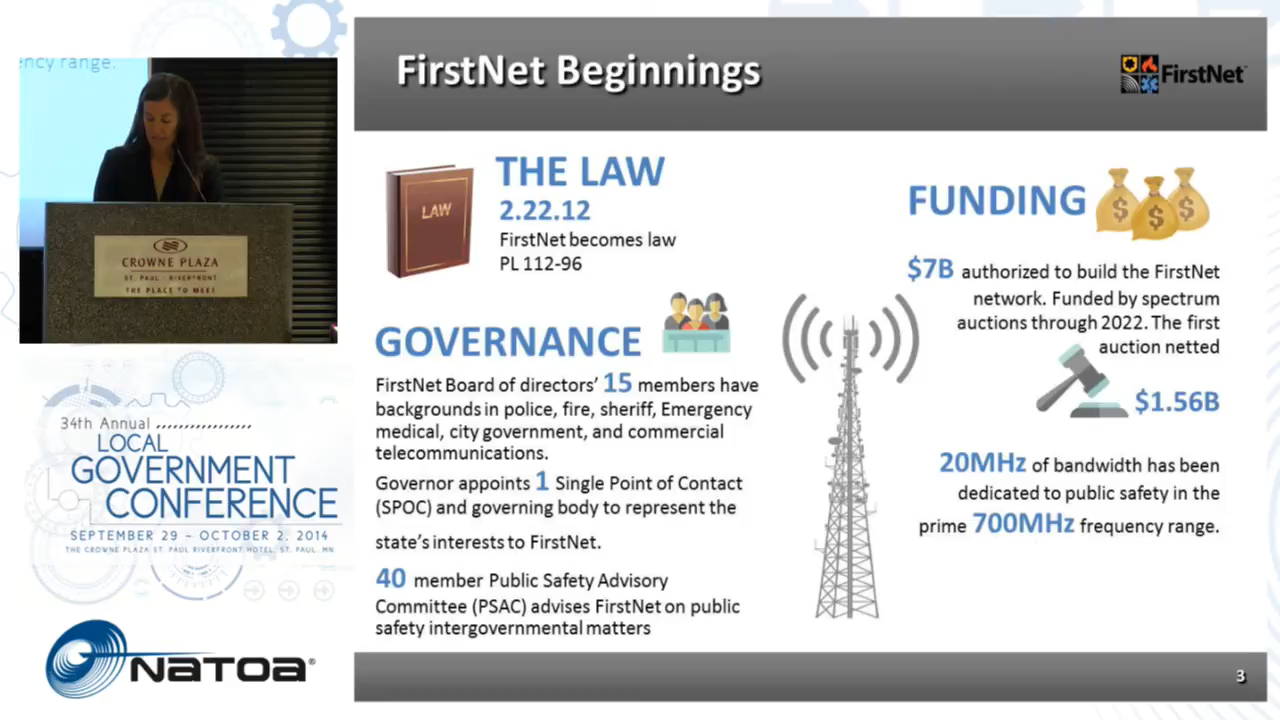 ency range.
CROWNE PLAZA
ST. PAUL - RIVERFRONT
THE PLACE TO MEET
34th Annual
LOCAL
GOVERNMENT
CONFERENCE
SEPTEMBER 29 - OCTOBER 2, 2014
THE CROWNE PLAZA ST. PAUL RIVERFRONT HOTEL, ST. PAUL, MN
NATOA®
FirstNet Beginnings
FirstNet™
LAW
THE LAW
2.22.12
FirstNet becomes law
PL 112-96
GOVERNANCE
FirstNet Board of directors’ 15 members have
backgrounds in police, fire, sheriff, Emergency
medical, city government, and commercial
telecommunications.
Governor appoints 1 Single Point of Contact
(SPOC) and governing body to represent the
state’s interests to FirstNet.
40 member Public Safety Advisory
Committee (PSAC) advises FirstNet on public
safety intergovernmental matters
FUNDING
$ $ $
$7B authorized to build the FirstNet
network. Funded by spectrum
auctions through 2022. The first
auction netted
$1.56B
20MHz of bandwidth has been
dedicated to public safety in the
prime 700MHz frequency range.
3